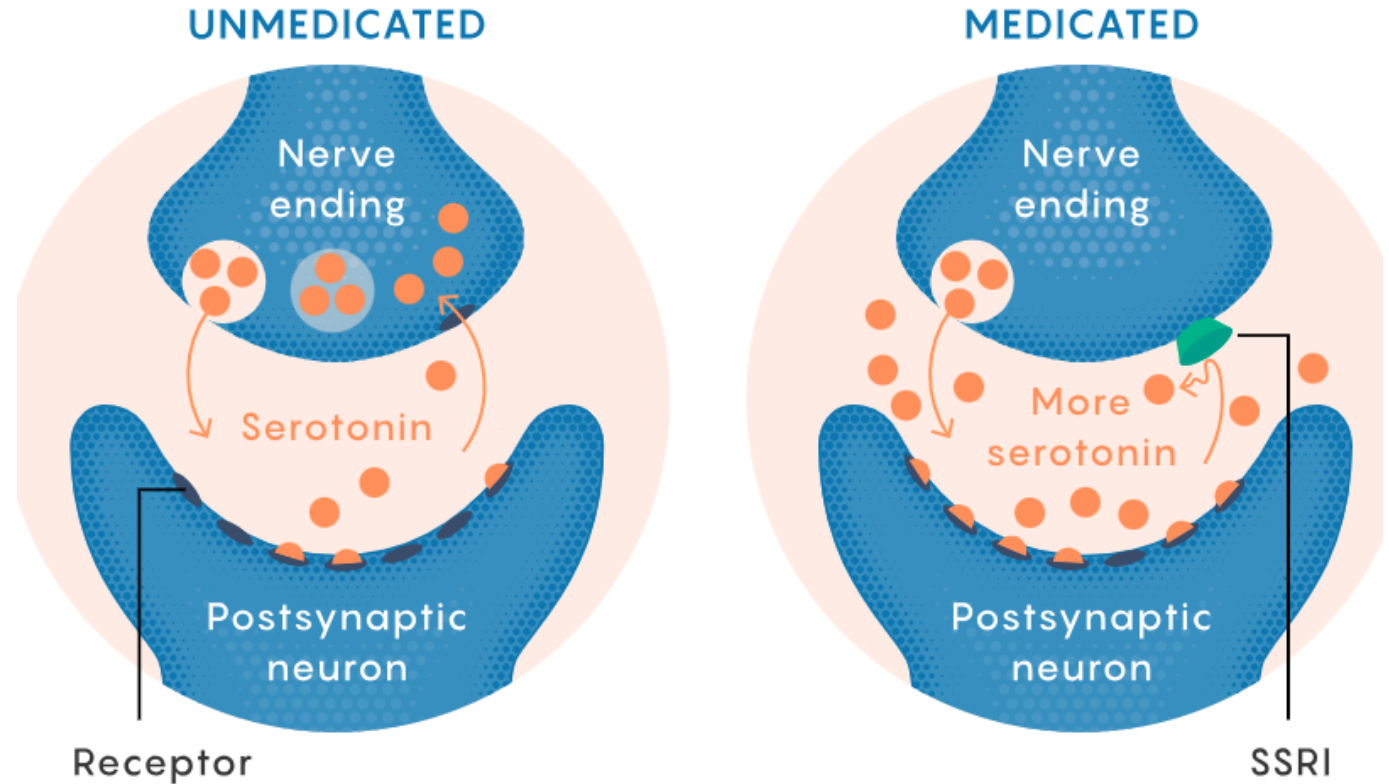 UNMEDICATED
Nerve
ending
Serotonin
Postsynaptic
neuron
Receptor
MEDICATED
Nerve
ending
More
serotonin
Postsynaptic
neuron
SSRI